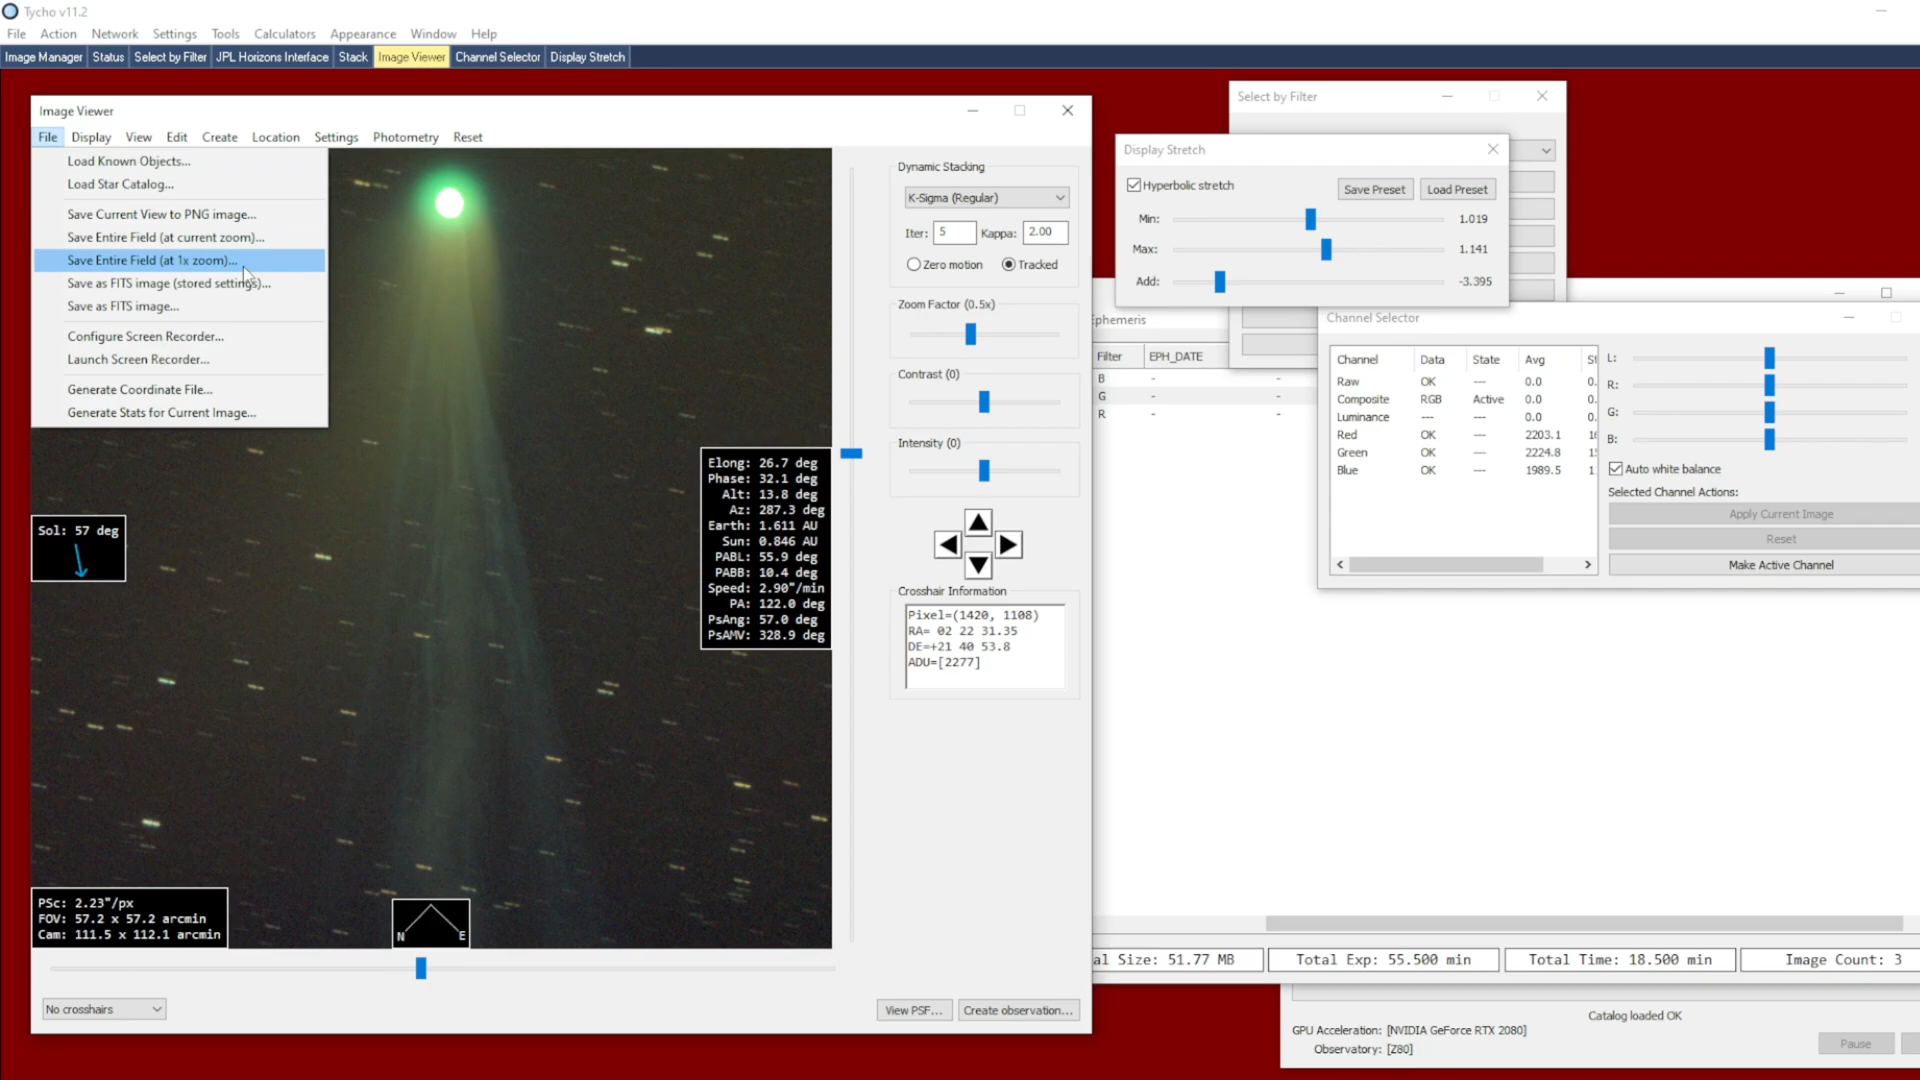 Tycho v11.2
File Action Network Settings Tools Calculators Appearance Window Help
Image Manager Status Select by Filter JPL Horizons Interface Stack Image Viewer Channel Selector Display Stretch
Image Viewer
File Display View Edit Create Location Settings Photometry Reset
Load Known Objects...
Load Star Catalog...
Save Current View to PNG image...
Save Entire Field (at current zoom)...
Save Entire Field (at 1x zoom)...
Save as FITS image (stored settings)...
Save as FITS image...
Configure Screen Recorder...
Launch Screen Recorder...
Generate Coordinate File...
Generate Stats for Current Image...
Sol: 57 deg
Elong: 26.7 deg
Phase: 32.1 deg
Alt: 13.8 deg
Az: 287.3 deg
Earth: 1.611 AU
Sun: 0.846 AU
PABL: 55.9 deg
PABB: 10.4 deg
Speed: 2.90"/min
PA: 122.0 deg
PsAng: 57.0 deg
PsAMV: 328.9 deg
PSc: 2.23"/px
FOV: 57.2 x 57.2 arcmin
Cam: 111.5 x 112.1 arcmin
N E
No crosshairs
Dynamic Stacking
K-Sigma (Regular)
Iter: 5 Kappa: 2.00
Zero motion Tracked
Zoom Factor (0.5x)
Contrast (0)
Intensity (0)
Crosshair Information
Pixel=(1420, 1108)
RA= 02 22 31.35
DE=+21 40 53.8
ADU=[2277]
View PSF... Create observation...
Select by Filter
Display Stretch
Hyperbolic stretch Save Preset Load Preset
Min: 1.019
Max: 1.141
Add: -3.395
Ephemeris
Filter EPH_DATE
B - -
G - -
R - -
Channel Selector
Channel Data State Avg
Raw OK --- 0.0 0.
Composite RGB Active 0.0 0.
Luminance --- --- 0.0 0.
Red OK --- 2203.1
Green OK --- 2224.8
Blue OK --- 1989.5
L:
R:
G:
B:
Auto white balance
Selected Channel Actions:
Apply Current Image
Reset
Make Active Channel
al Size: 51.77 MB Total Exp: 55.500 min Total Time: 18.500 min Image Count: 3
Catalog loaded OK
GPU Acceleration: [NVIDIA GeForce RTX 2080]
Observatory: [Z80]
Pause